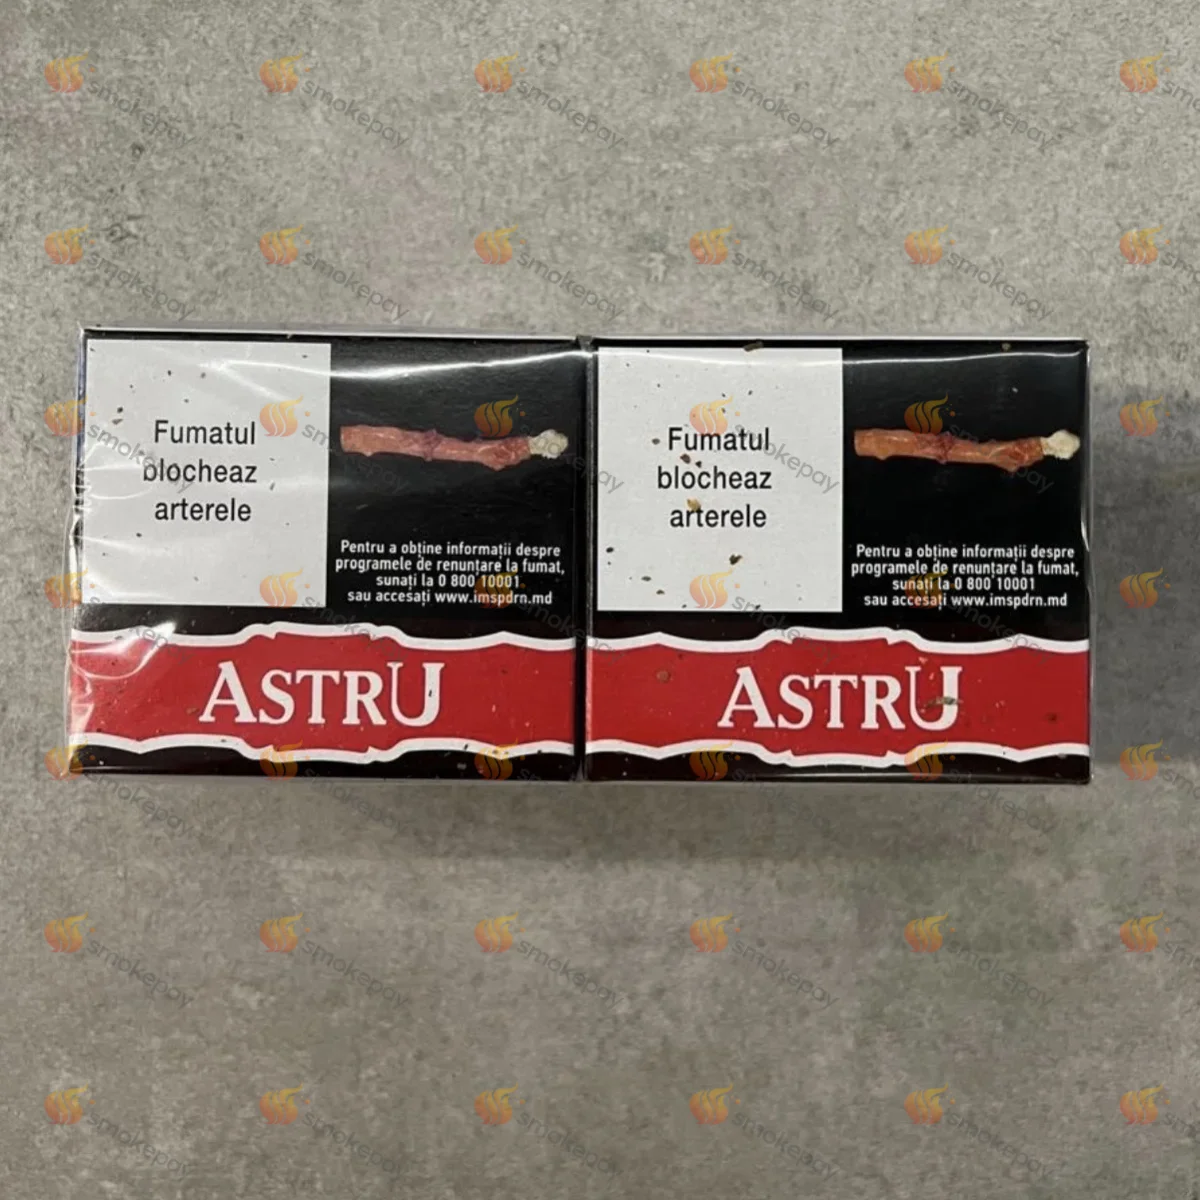 Fumatul
blocheaz
arterele
Pentru a obține informații despre
programele de renunțare la fumat,
sunați la 0 800 10001
sau accesați www.imspdrn.md
ASTRU
Fumatul
blocheaz
arterele
Pentru a obține informații despre
programele de renunțare la fumat,
sunați la 0 800 10001
sau accesați www.imspdrn.md
ASTRU
smokepay